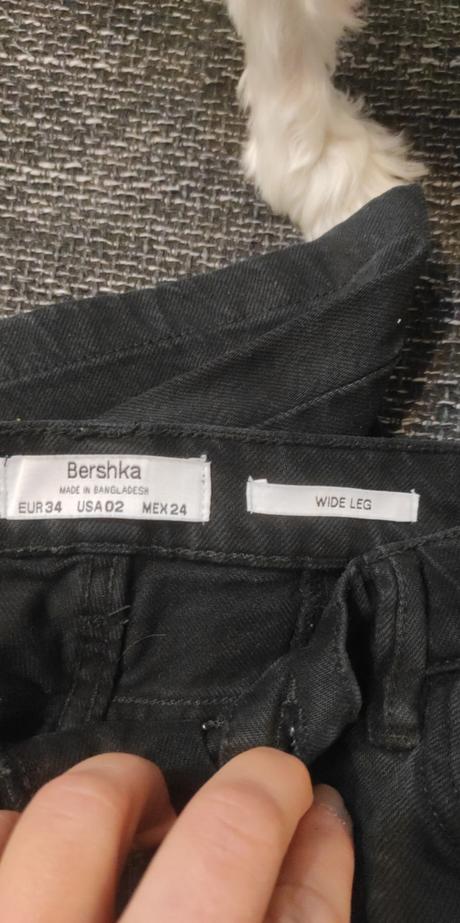 Bershka
MADE IN BANGLADESH
EUR 34 USA 02 MEX 24
WIDE LEG